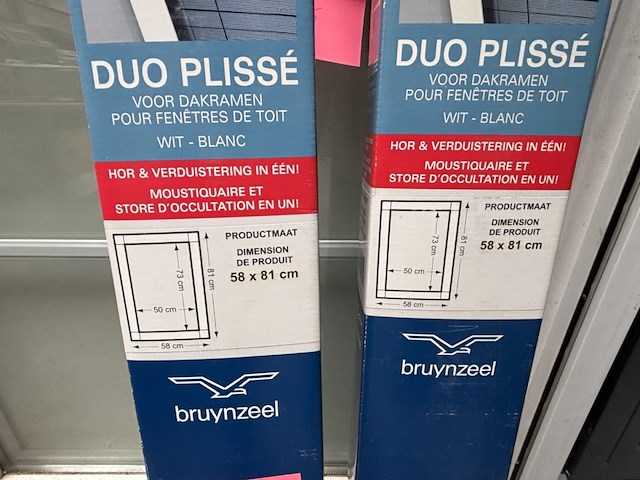 DUO PLISSÉ
VOOR DAKRAMEN
POUR FENÊTRES DE TOIT
WIT - BLANC
HOR & VERDUISTERING IN ÉÉN!
MOUSTIQUAIRE ET
STORE D'OCCULTATION EN UN!
PRODUCTMAAT
DIMENSION
DE PRODUIT
58 x 81 cm
73 cm
81 cm
50 cm
58 cm
bruynzeel
DUO PLISSÉ
VOOR DAKRAMEN
POUR FENÊTRES DE TOIT
WIT - BLANC
HOR & VERDUISTERING IN ÉÉN!
MOUSTIQUAIRE ET
STORE D'OCCULTATION EN UN!
PRODUCTMAAT
DIMENSION
DE PRODUIT
58 x 81 cm
73 cm
81 cm
50 cm
58 cm
bruynzeel